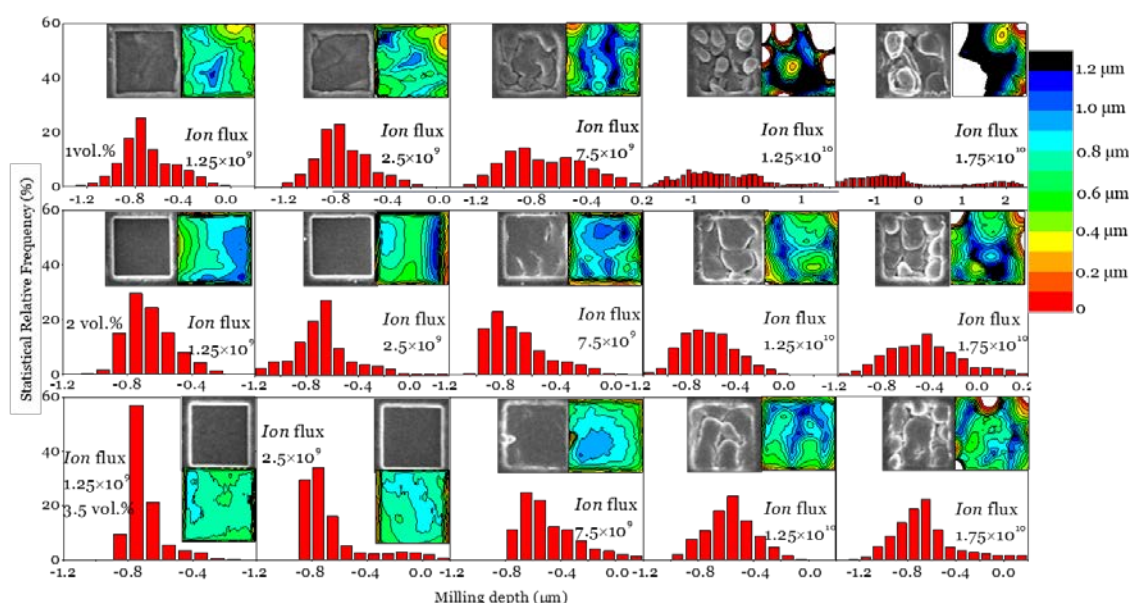 Statistical Relative Frequency (%)
60
40
20
0
1vol.%
Ion flux
1.25×10⁹
Ion flux
2.5×10⁹
Ion flux
7.5×10⁹
Ion flux
1.25×10¹⁰
Ion flux
1.75×10¹⁰
-1.2 -0.8 -0.4 0.0 -0.8 -0.4 0.0 -1.2 -0.8 -0.4 0.2 -1 0 1 -1 0 1 2
60
40
20
2 vol.%
Ion flux
1.25×10⁹
Ion flux
2.5×10⁹
Ion flux
7.5×10⁹
Ion flux
1.25×10¹⁰
Ion flux
1.75×10¹⁰
-1.2 -0.8 -0.4 -1.2 -0.8 -0.4 0.0 -0.8 -0.4 0.0 -1.2 -0.8 -0.4 0.0 -1.2 -0.8 -0.4 0.0 0.2
60
40
20
0
Ion flux
1.25×10⁹
3.5 vol.%
Ion flux
2.5×10⁹
Ion flux
7.5×10⁹
Ion flux
1.25×10¹⁰
Ion flux
1.75×10¹⁰
-1.2 -0.8 -0.4 -1.2 -0.8 -0.4 0.0 -1.2 -0.8 -0.4 0.0 -1.2 -0.8 -0.4 0.0 -1.2 -0.8 -0.4 0.0
Milling depth (μm)
1.2 μm
1.0 μm
0.8 μm
0.6 μm
0.4 μm
0.2 μm
0